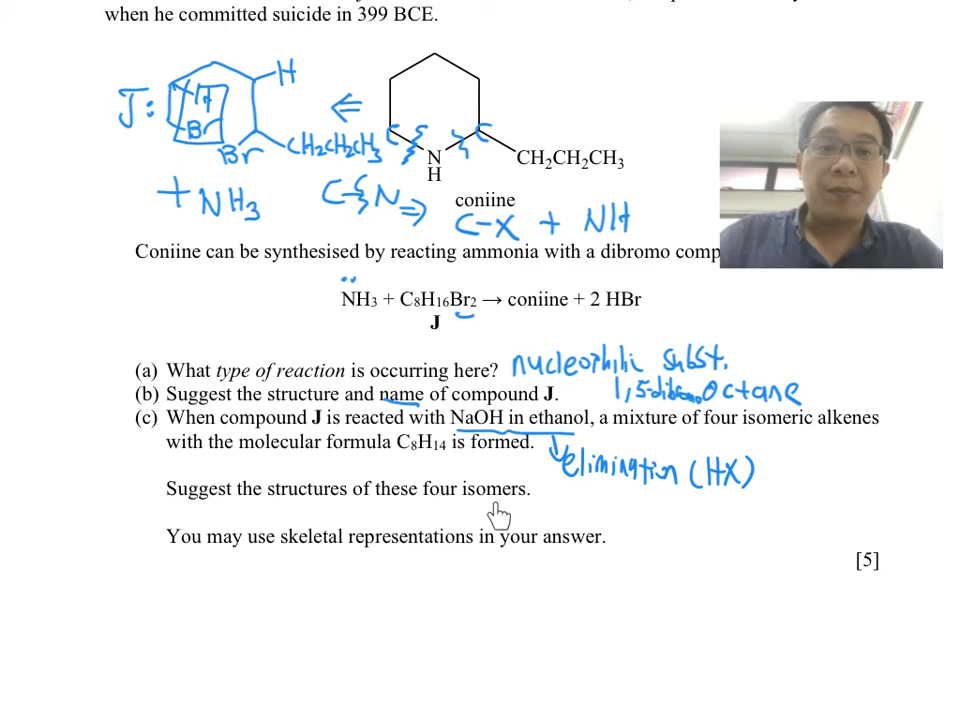 when he committed suicide in 399 BCE.
J:
H
H
Br
Br
CH2CH2CH3
⇐
N
H
CH2CH2CH3
+ NH3
C N ⇒ C-X + NH
coniine
Coniine can be synthesised by reacting ammonia with a dibromo comp
NH3 + C8H16Br2 → coniine + 2 HBr
J
(a) What type of reaction is occurring here? nucleophilic subst.
(b) Suggest the structure and name of compound J. 1,5-dibromoOctane
(c) When compound J is reacted with NaOH in ethanol, a mixture of four isomeric alkenes
with the molecular formula C8H14 is formed.
elimination (HX)
Suggest the structures of these four isomers.
You may use skeletal representations in your answer.
[5]